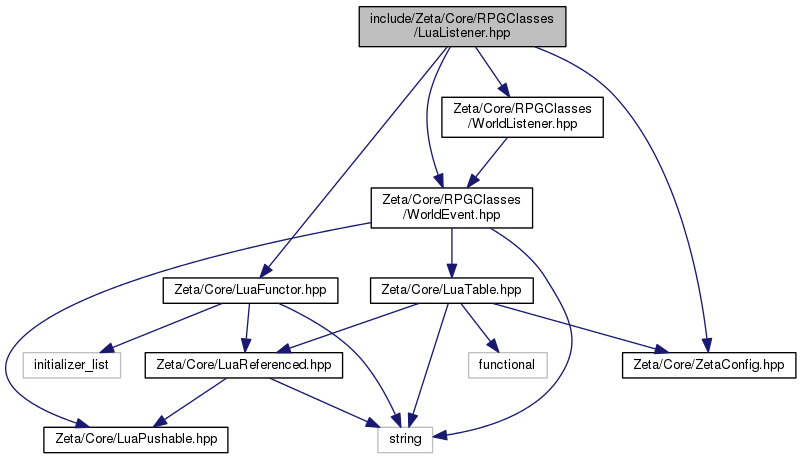 include/Zeta/Core/RPGClasses
/LuaListener.hpp
Zeta/Core/RPGClasses
/WorldListener.hpp
Zeta/Core/RPGClasses
/WorldEvent.hpp
Zeta/Core/LuaFunctor.hpp
Zeta/Core/LuaTable.hpp
initializer_list
Zeta/Core/LuaReferenced.hpp
functional
Zeta/Core/ZetaConfig.hpp
Zeta/Core/LuaPushable.hpp
string